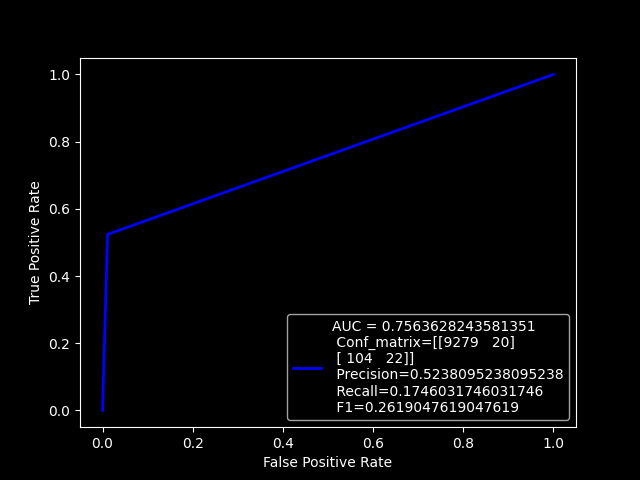 1.0
0.8
0.6
0.4
0.2
0.0
True Positive Rate
AUC = 0.7563628243581351
Conf_matrix=[[9279 20]
[ 104 22]]
Precision=0.5238095238095238
Recall=0.1746031746031746
F1=0.2619047619047619
0.0 0.2 0.4 0.6 0.8 1.0
False Positive Rate